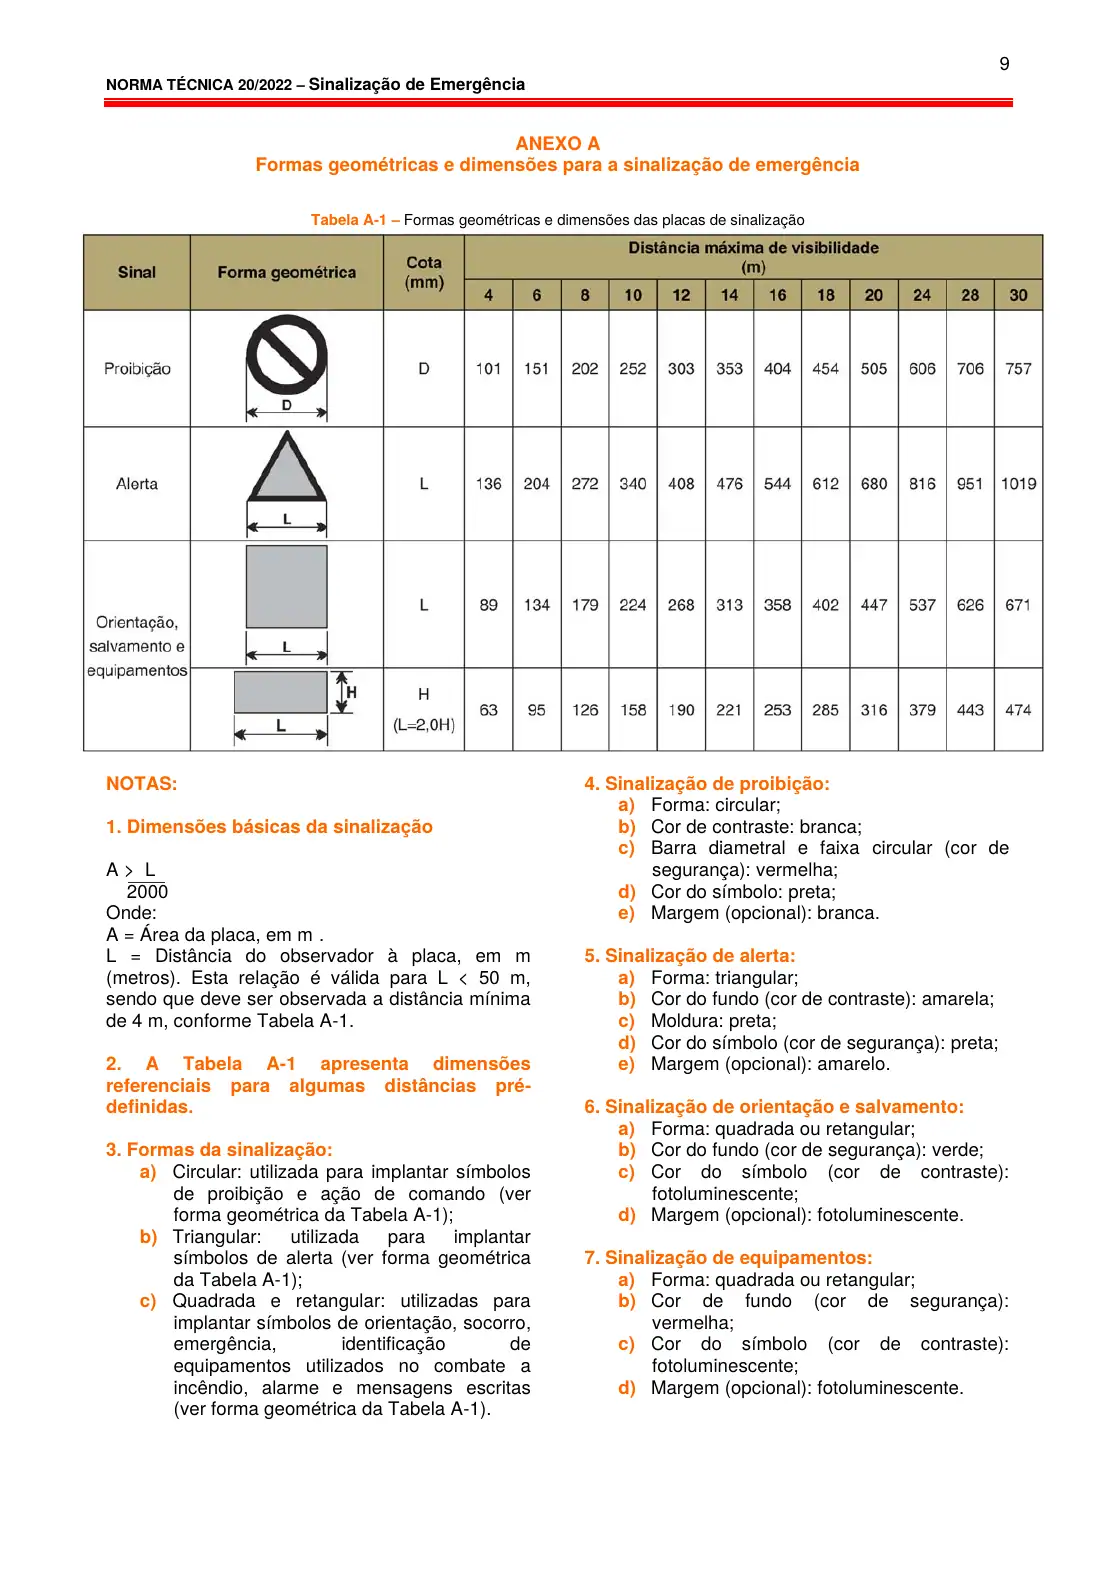 9
NORMA TÉCNICA 20/2022 – Sinalização de Emergência
ANEXO A
Formas geométricas e dimensões para a sinalização de emergência
Tabela A-1 – Formas geométricas e dimensões das placas de sinalização
Sinal Forma geométrica Cota (mm) Distância máxima de visibilidade (m)
4 6 8 10 12 14 16 18 20 24 28 30
Proibição D D 101 151 202 252 303 353 404 454 505 606 706 757
Alerta L L 136 204 272 340 408 476 544 612 680 816 951 1019
Orientação, salvamento e equipamentos L L 89 134 179 224 268 313 358 402 447 537 626 671
H L H (L=2,0H) 63 95 126 158 190 221 253 285 316 379 443 474
NOTAS:
1. Dimensões básicas da sinalização
A > L
2000
Onde:
A = Área da placa, em m .
L = Distância do observador à placa, em m
(metros). Esta relação é válida para L < 50 m,
sendo que deve ser observada a distância mínima
de 4 m, conforme Tabela A-1.
2. A Tabela A-1 apresenta dimensões
referenciais para algumas distâncias pré-
definidas.
3. Formas da sinalização:
a) Circular: utilizada para implantar símbolos
de proibição e ação de comando (ver
forma geométrica da Tabela A-1);
b) Triangular: utilizada para implantar
símbolos de alerta (ver forma geométrica
da Tabela A-1);
c) Quadrada e retangular: utilizadas para
implantar símbolos de orientação, socorro,
emergência, identificação de
equipamentos utilizados no combate a
incêndio, alarme e mensagens escritas
(ver forma geométrica da Tabela A-1).
4. Sinalização de proibição:
a) Forma: circular;
b) Cor de contraste: branca;
c) Barra diametral e faixa circular (cor de
segurança): vermelha;
d) Cor do símbolo: preta;
e) Margem (opcional): branca.
5. Sinalização de alerta:
a) Forma: triangular;
b) Cor do fundo (cor de contraste): amarela;
c) Moldura: preta;
d) Cor do símbolo (cor de segurança): preta;
e) Margem (opcional): amarelo.
6. Sinalização de orientação e salvamento:
a) Forma: quadrada ou retangular;
b) Cor do fundo (cor de segurança): verde;
c) Cor do símbolo (cor de contraste):
fotoluminescente;
d) Margem (opcional): fotoluminescente.
7. Sinalização de equipamentos:
a) Forma: quadrada ou retangular;
b) Cor de fundo (cor de segurança):
vermelha;
c) Cor do símbolo (cor de contraste):
fotoluminescente;
d) Margem (opcional): fotoluminescente.